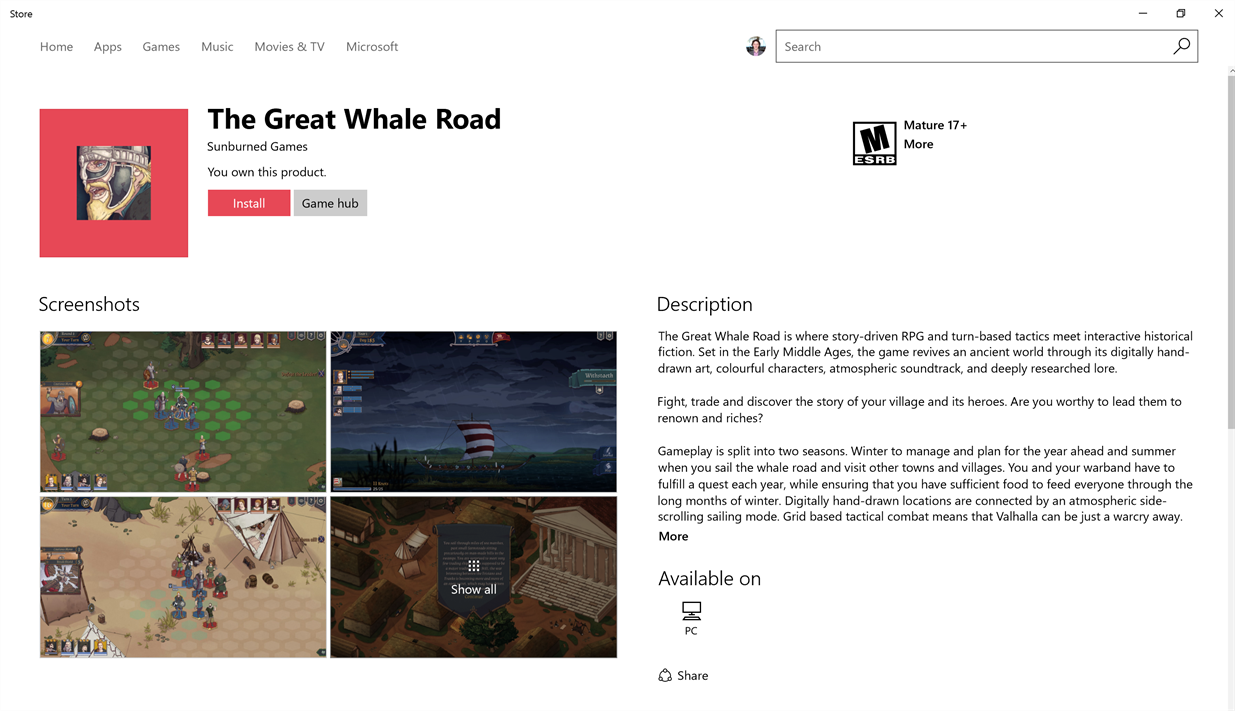 Store
Home Apps Games Music Movies & TV Microsoft
Search
The Great Whale Road
Sunburned Games
You own this product.
Install Game hub
M
ESRB
Mature 17+
More
Screenshots
Your Turn
Withmarth
Your Turn
Show all
Description
The Great Whale Road is where story-driven RPG and turn-based tactics meet interactive historical
fiction. Set in the Early Middle Ages, the game revives an ancient world through its digitally hand-
drawn art, colourful characters, atmospheric soundtrack, and deeply researched lore.
Fight, trade and discover the story of your village and its heroes. Are you worthy to lead them to
renown and riches?
Gameplay is split into two seasons. Winter to manage and plan for the year ahead and summer
when you sail the whale road and visit other towns and villages. You and your warband have to
fulfill a quest each year, while ensuring that you have sufficient food to feed everyone through the
long months of winter. Digitally hand-drawn locations are connected by an atmospheric side-
scrolling sailing mode. Grid based tactical combat means that Valhalla can be just a warcry away.
More
Available on
PC
Share